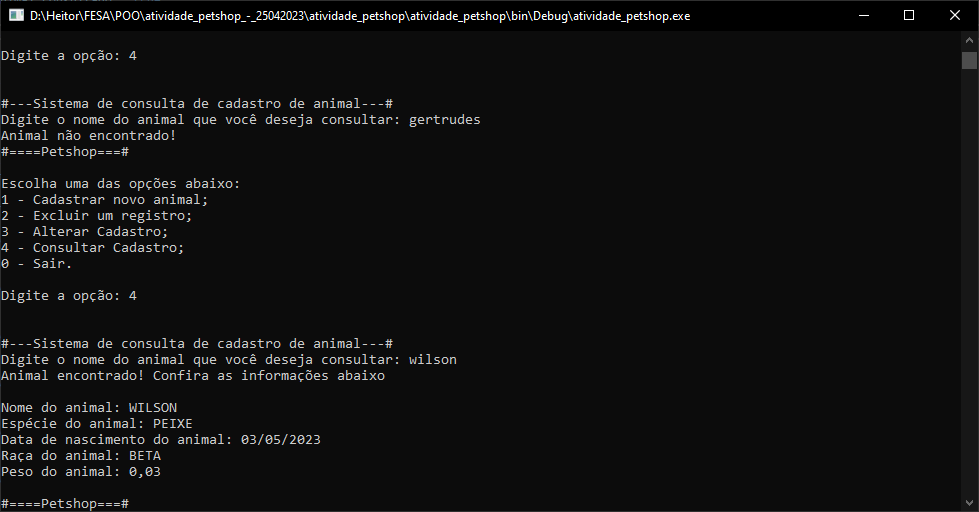 D:\Heitor\FESA\POO\atividade_petshop_-_25042023\atividade_petshop\atividade_petshop\bin\Debug\atividade_petshop.exe
Digite a opção: 4
#---Sistema de consulta de cadastro de animal---#
Digite o nome do animal que você deseja consultar: gertrudes
Animal não encontrado!
#====Petshop===#
Escolha uma das opções abaixo:
1 - Cadastrar novo animal;
2 - Excluir um registro;
3 - Alterar Cadastro;
4 - Consultar Cadastro;
0 - Sair.
Digite a opção: 4
#---Sistema de consulta de cadastro de animal---#
Digite o nome do animal que você deseja consultar: wilson
Animal encontrado! Confira as informações abaixo
Nome do animal: WILSON
Espécie do animal: PEIXE
Data de nascimento do animal: 03/05/2023
Raça do animal: BETA
Peso do animal: 0,03
#====Petshop===#